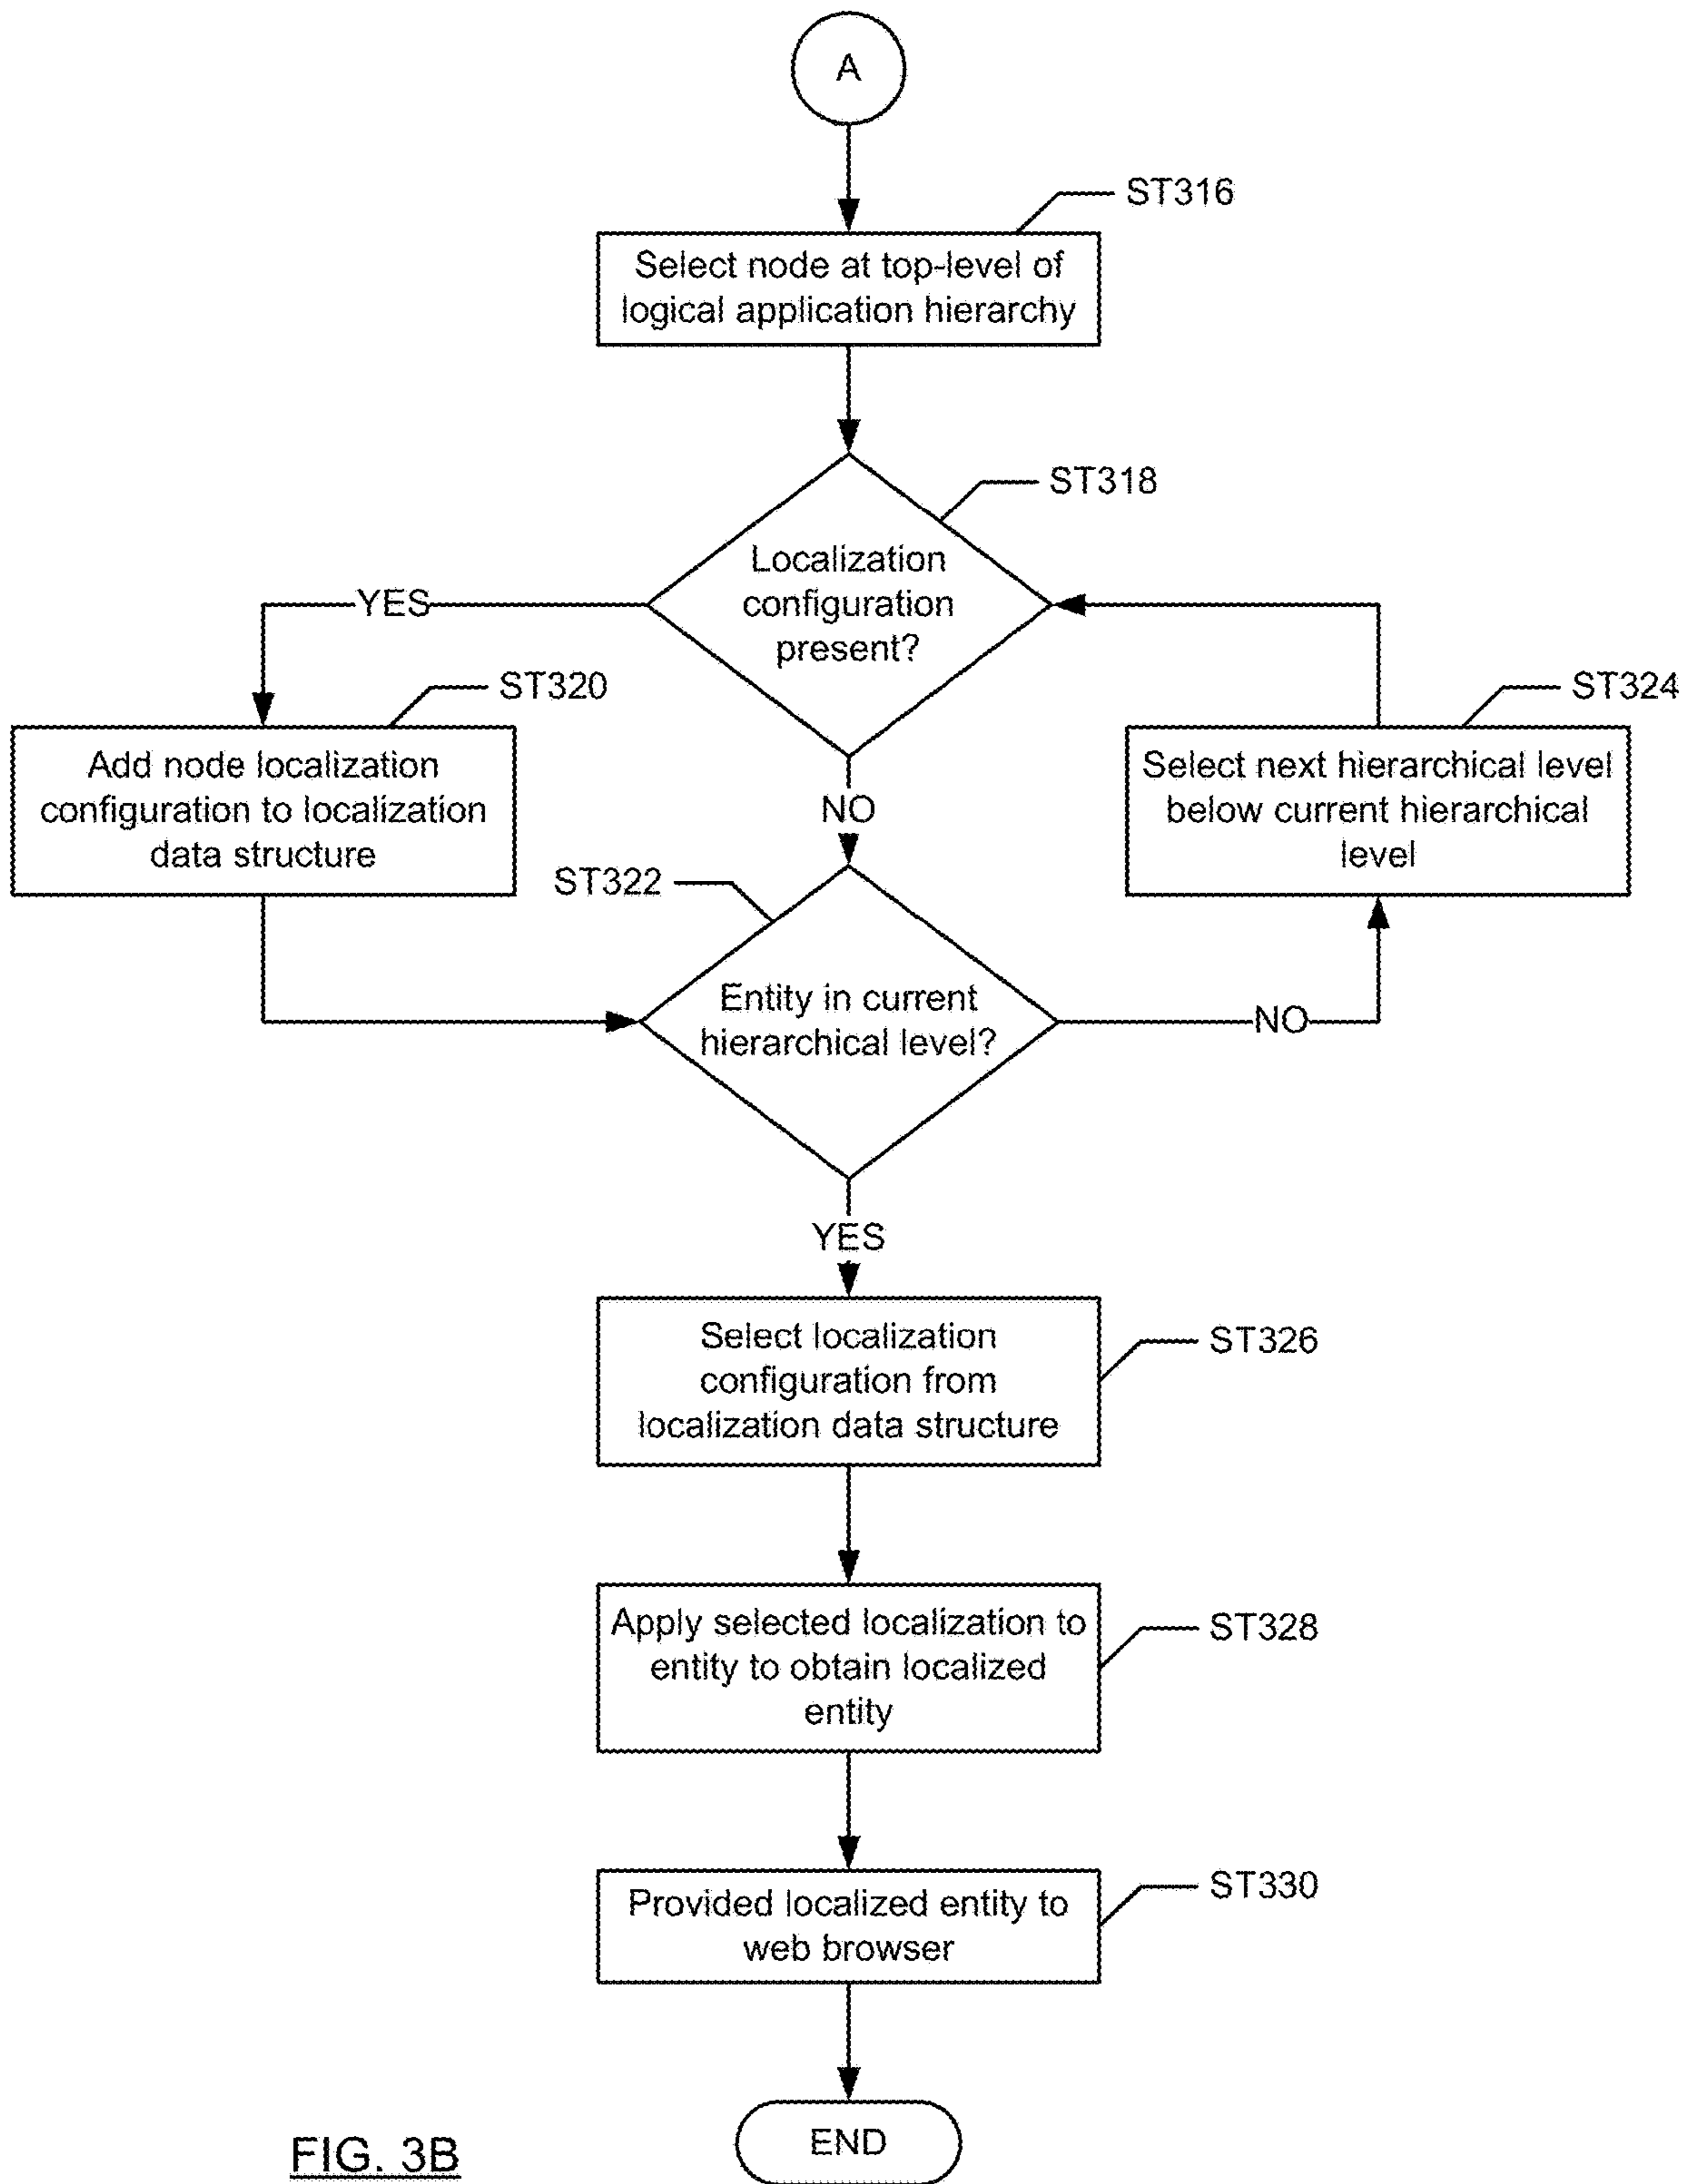 A
ST316
Select node at top-level of
logical application hierarchy
ST318
Localization
configuration
present?
YES
NO
ST320
Add node localization
configuration to localization
data structure
ST324
Select next hierarchical level
below current hierarchical
level
ST322
Entity in current
hierarchical level?
NO
YES
ST326
Select localization
configuration from
localization data structure
ST328
Apply selected localization to
entity to obtain localized
entity
ST330
Provided localized entity to
web browser
END
FIG. 3B